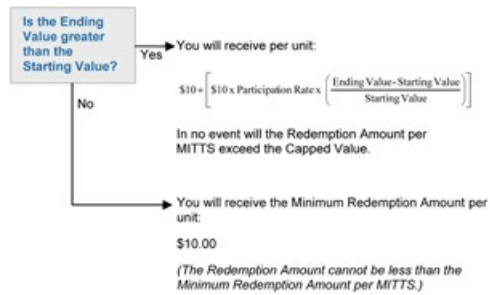 Is the Ending
Value greater
than the
Starting Value?
Yes
You will receive per unit:
$10 + [ $10 x Participation Rate x ( Ending Value - Starting Value / Starting Value ) ]
In no event will the Redemption Amount per
MITTS exceed the Capped Value.
No
You will receive the Minimum Redemption Amount per
unit:
$10.00
(The Redemption Amount cannot be less than the
Minimum Redemption Amount per MITTS.)